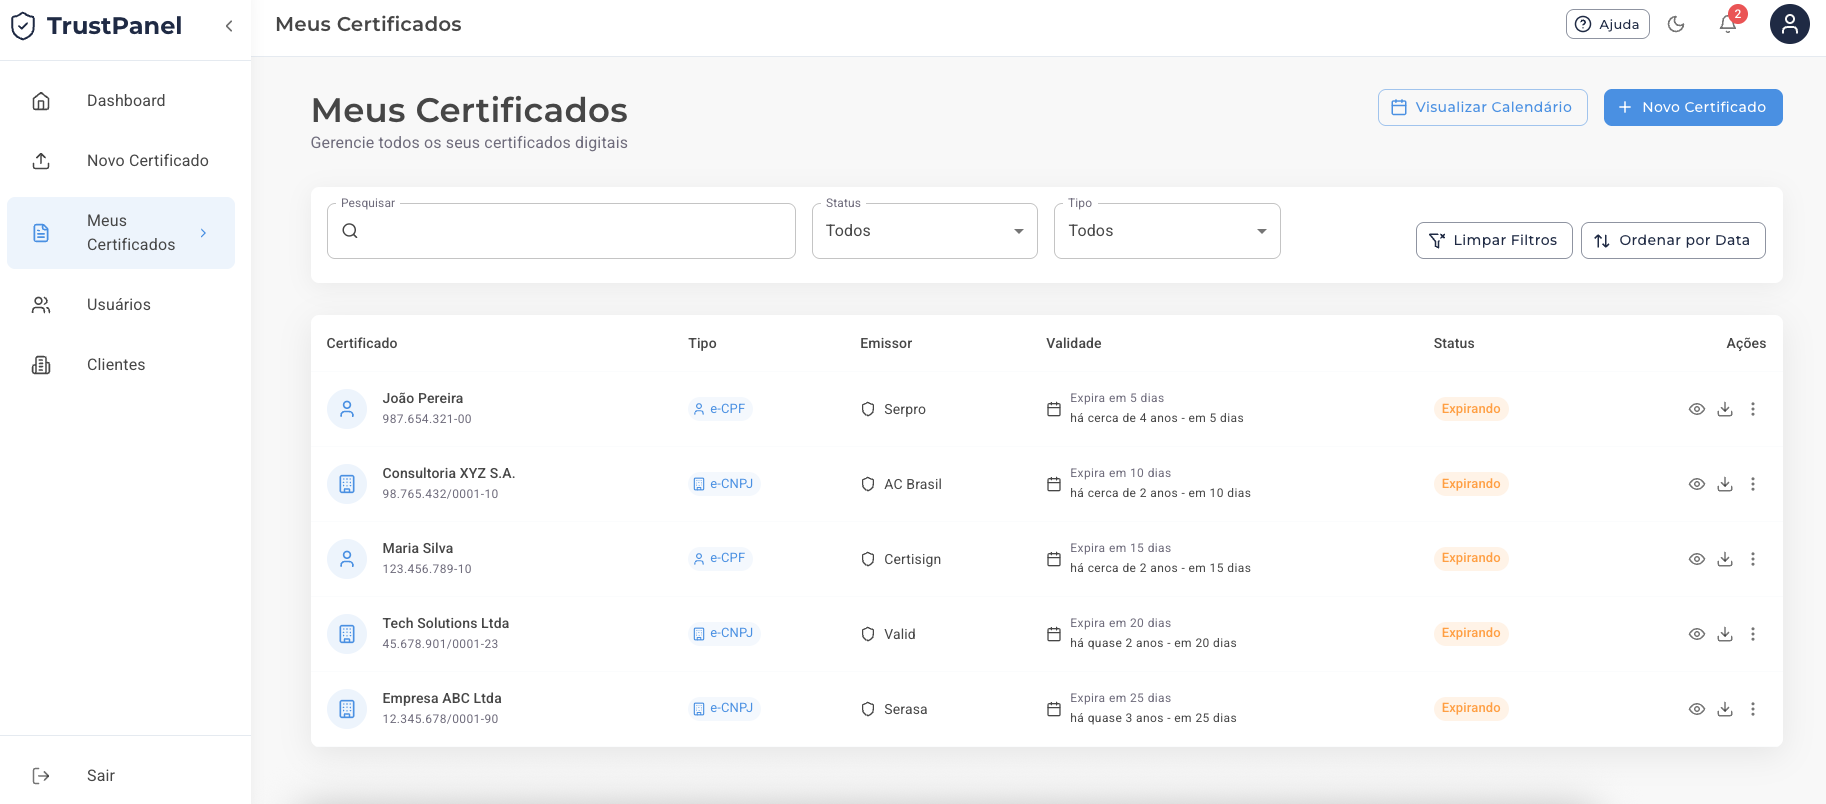 TrustPanel
Meus Certificados
Ajuda
2
Dashboard
Novo Certificado
Meus
Certificados
Usuários
Clientes
Sair
Meus Certificados
Gerencie todos os seus certificados digitais
Visualizar Calendário
Novo Certificado
Pesquisar
Status
Todos
Tipo
Todos
Limpar Filtros
Ordenar por Data
Certificado Tipo Emissor Validade Status Ações
João Pereira
987.654.321-00
e-CPF
Serpro
Expira em 5 dias
há cerca de 4 anos - em 5 dias
Expirando
Consultoria XYZ S.A.
98.765.432/0001-10
e-CNPJ
AC Brasil
Expira em 10 dias
há cerca de 2 anos - em 10 dias
Expirando
Maria Silva
123.456.789-10
e-CPF
Certisign
Expira em 15 dias
há cerca de 2 anos - em 15 dias
Expirando
Tech Solutions Ltda
45.678.901/0001-23
e-CNPJ
Valid
Expira em 20 dias
há quase 2 anos - em 20 dias
Expirando
Empresa ABC Ltda
12.345.678/0001-90
e-CNPJ
Serasa
Expira em 25 dias
há quase 3 anos - em 25 dias
Expirando